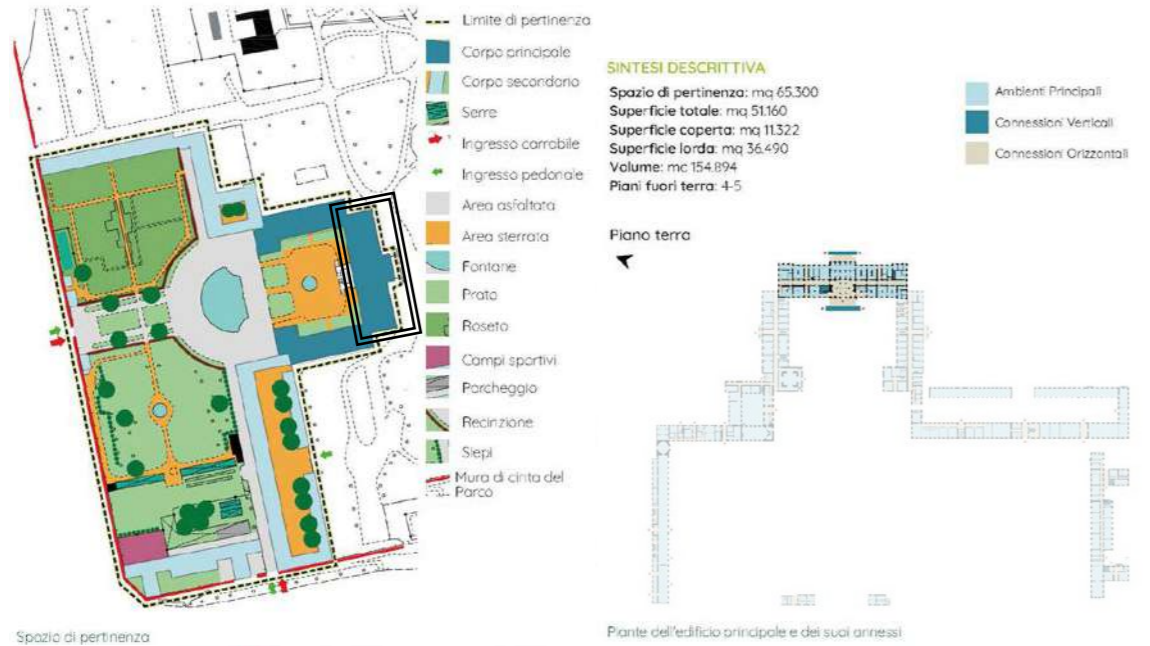 Limite di pertinenza
Corpo principale
Corpo secondario
Serre
Ingresso carrabile
Ingresso pedonale
Area asfaltata
Area sterrata
Fontane
Prato
Roseto
Campi sportivi
Parcheggio
Recinzione
Siepi
Mura di cinta del
Parco
Spazio di pertinenza
SINTESI DESCRITTIVA
Spazio di pertinenza: mq 65.300
Superficie totale: mq 51.160
Superficie coperta: mq 11.322
Superficie lorda: mq 36.490
Volume: mc 154.894
Piani fuori terra: 4-5
Ambienti Principali
Connessioni Verticali
Connessioni Orizzontali
Piano terra
Piante dell'edificio principale e dei suoi annessi